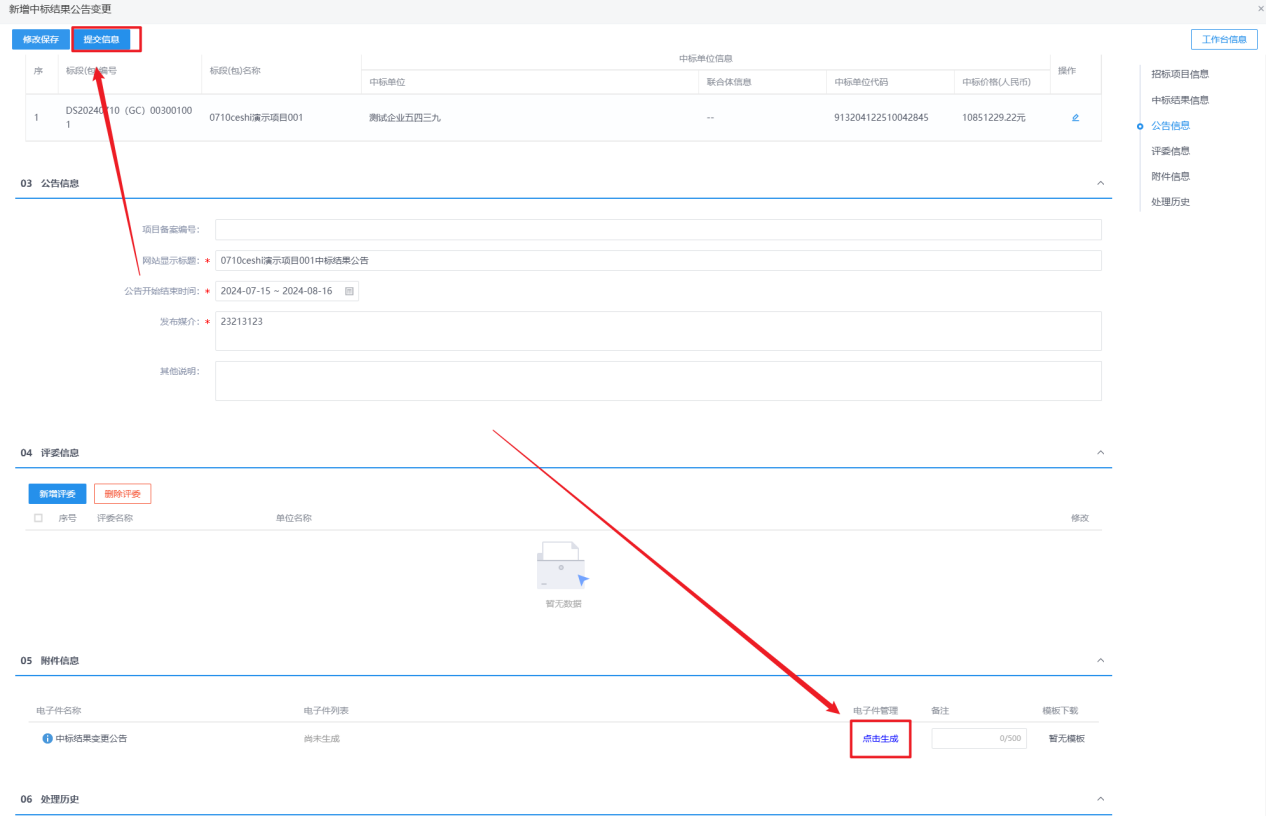 新增中标结果公告变更
×
修改保存 提交信息 工作台信息
序 标段(包)编号 标段(包)名称 中标单位信息 操作
中标单位 联合体信息 中标单位代码 中标价格(人民币)
1 DS20240710（GC）00300100
1 0710ceshi演示项目001 测试企业五四三九 -- 913204122510042845 10851229.22元
招标项目信息
中标结果信息
公告信息
评委信息
附件信息
处理历史
03 公告信息
项目备案编号:
网站显示标题: * 0710ceshi演示项目001中标结果公告
公告开始结束时间: * 2024-07-15 ~ 2024-08-16
发布媒介: * 23213123
其他说明:
04 评委信息
新增评委 删除评委
序号 评委名称 单位名称 修改
暂无数据
05 附件信息
电子件名称 电子件列表 电子件管理 备注 模板下载
中标结果变更公告 尚未生成 点击生成 0/500 暂无模板
06 处理历史